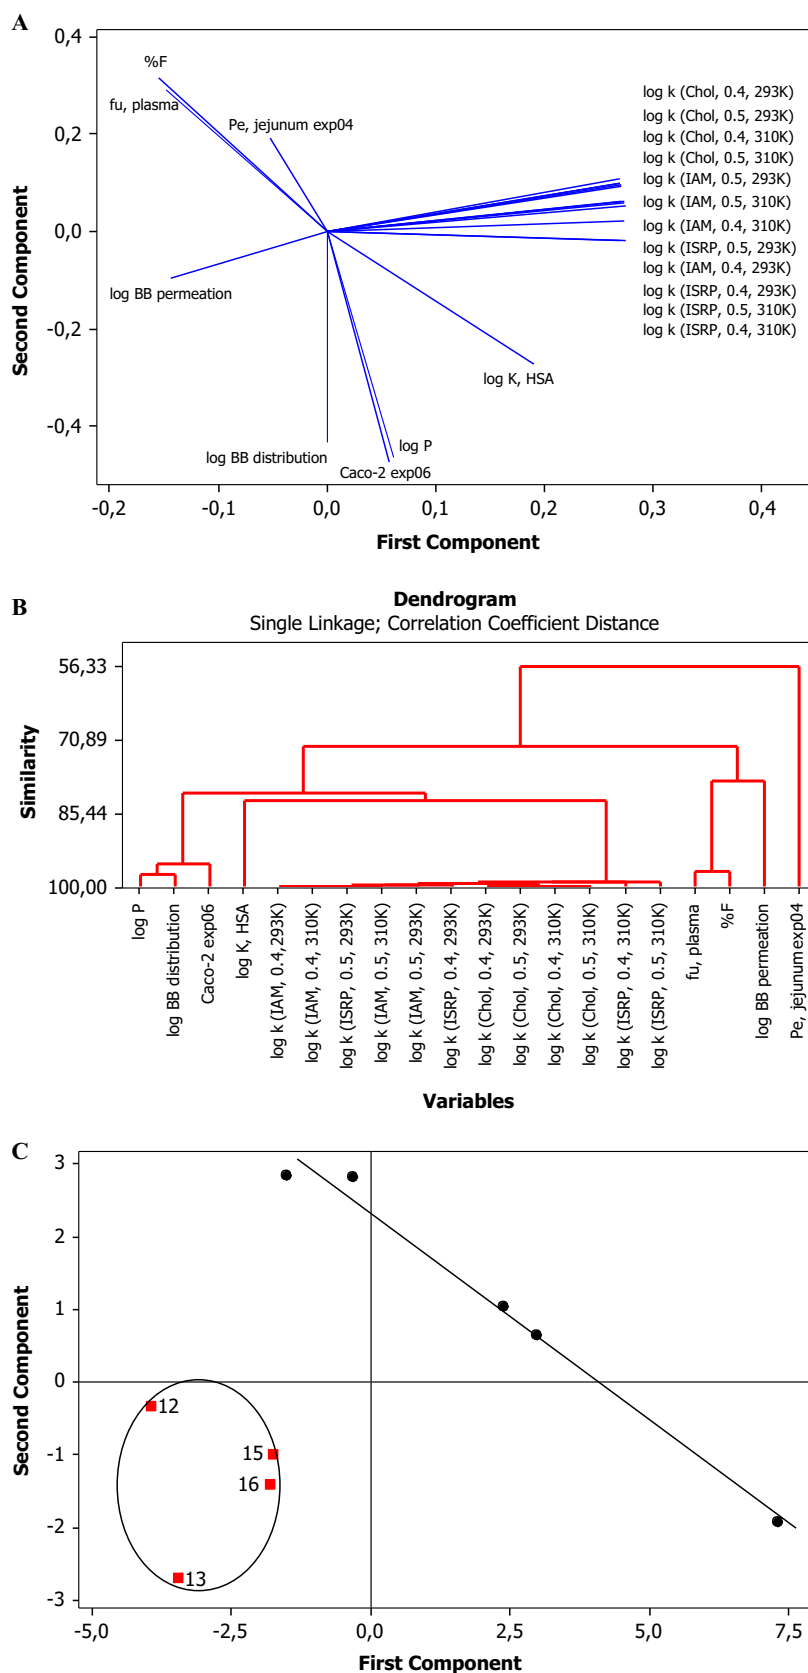 A
0,4
0,2
0,0
-0,2
-0,4
Second Component
%F
fu, plasma
Pe, jejunum exp04
log BB permeation
log K, HSA
log BB distribution
log P
Caco-2 exp06
log k (Chol, 0.4, 293K)
log k (Chol, 0.5, 293K)
log k (Chol, 0.4, 310K)
log k (Chol, 0.5, 310K)
log k (IAM, 0.5, 293K)
log k (IAM, 0.5, 310K)
log k (IAM, 0.4, 310K)
log k (ISRP, 0.5, 293K)
log k (IAM, 0.4, 293K)
log k (ISRP, 0.4, 293K)
log k (ISRP, 0.5, 310K)
log k (ISRP, 0.4, 310K)
-0,2 -0,1 0,0 0,1 0,2 0,3 0,4
First Component
B
Dendrogram
Single Linkage; Correlation Coefficient Distance
56,33
70,89
85,44
100,00
Similarity
log P
log BB distribution
Caco-2 exp06
log K, HSA
log k (IAM, 0.4,293K)
log k (IAM, 0.4, 310K)
log k (ISRP, 0.5, 293K)
log k (IAM, 0.5, 310K)
log k (IAM, 0.5, 293K)
log k (ISRP, 0.4, 293K)
log k (Chol, 0.4, 293K)
log k (Chol, 0.5, 293K)
log k (Chol, 0.4, 310K)
log k (Chol, 0.5, 310K)
log k (ISRP, 0.4, 310K)
log k (ISRP, 0.5, 310K)
fu, plasma
%F
log BB permeation
Pe, jejunumexp04
Variables
C
3
2
1
0
-1
-2
-3
Second Component
12
15
16
13
-5,0 -2,5 0,0 2,5 5,0 7,5
First Component